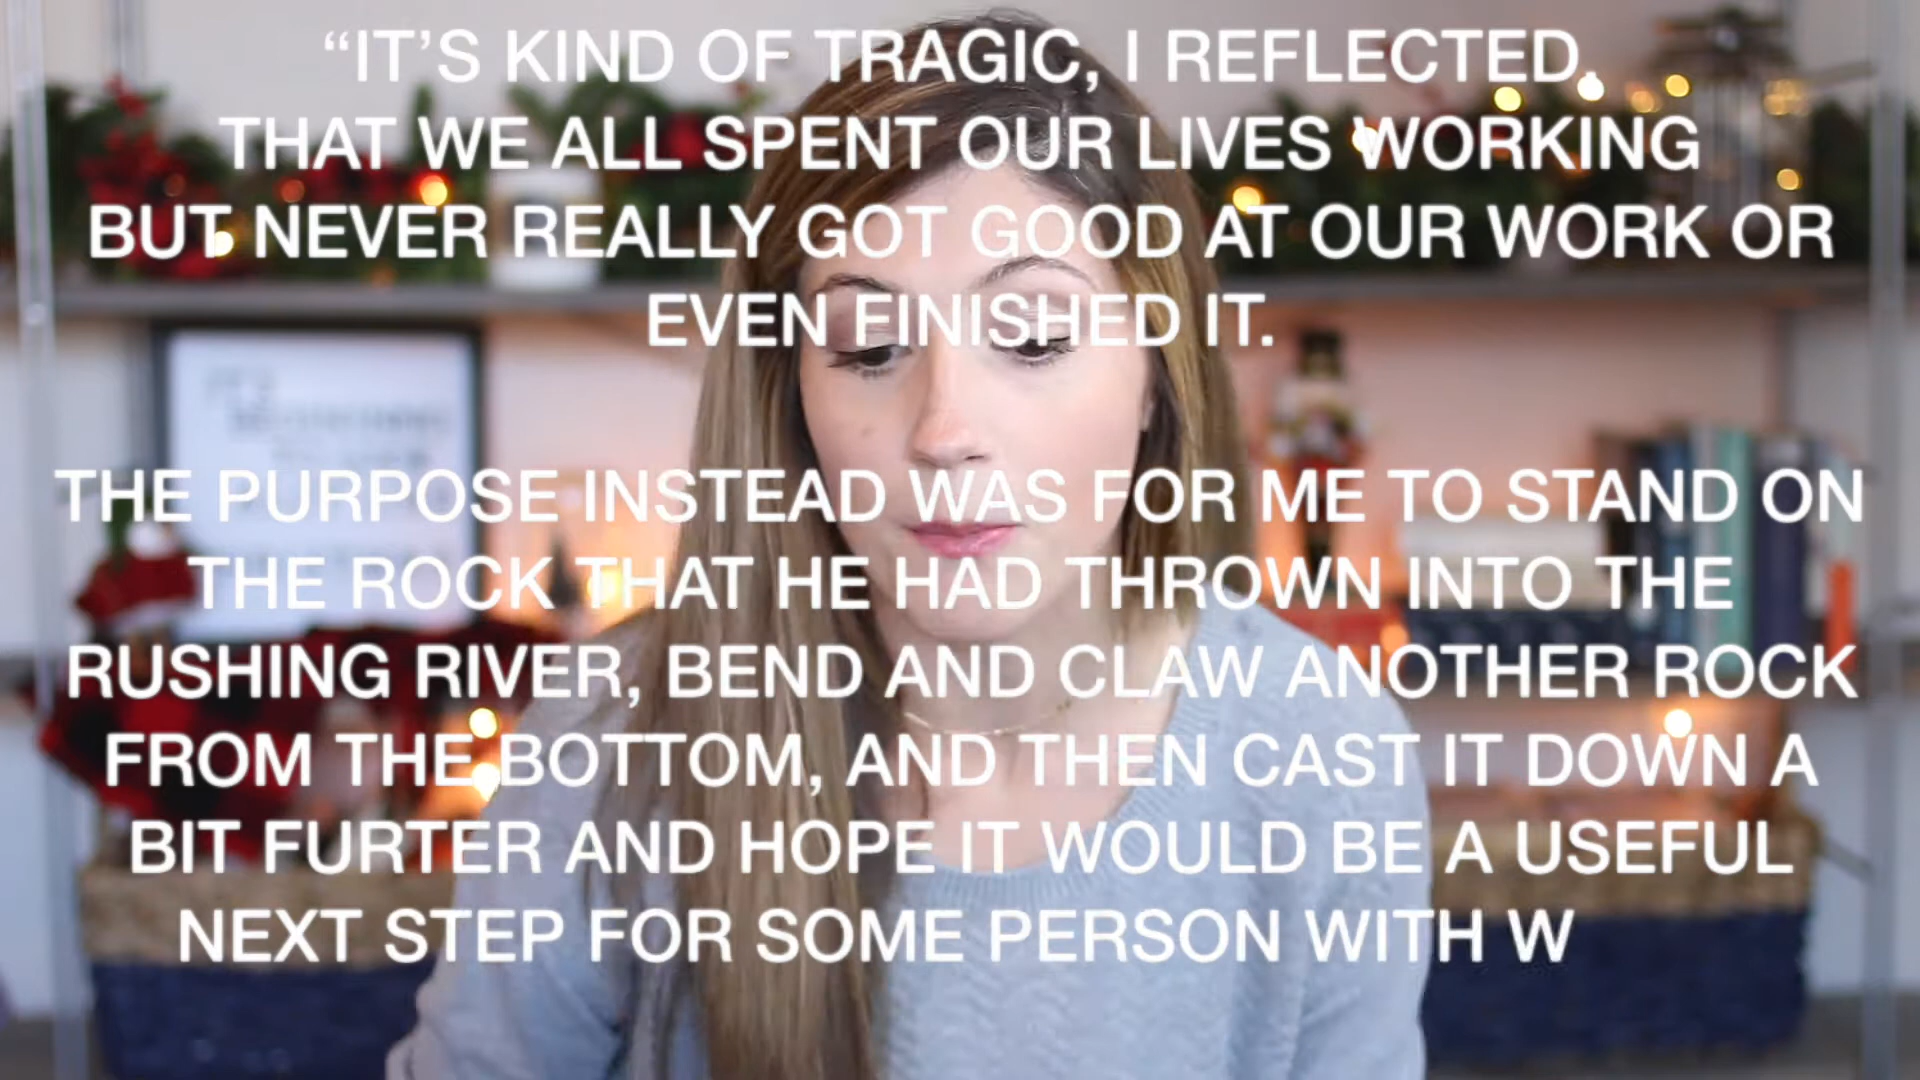 “IT’S KIND OF TRAGIC, I REFLECTED,
THAT WE ALL SPENT OUR LIVES WORKING
BUT NEVER REALLY GOT GOOD AT OUR WORK OR
EVEN FINISHED IT.
THE PURPOSE INSTEAD WAS FOR ME TO STAND ON
THE ROCK THAT HE HAD THROWN INTO THE
RUSHING RIVER, BEND AND CLAW ANOTHER ROCK
FROM THE BOTTOM, AND THEN CAST IT DOWN A
BIT FURTER AND HOPE IT WOULD BE A USEFUL
NEXT STEP FOR SOME PERSON WITH W